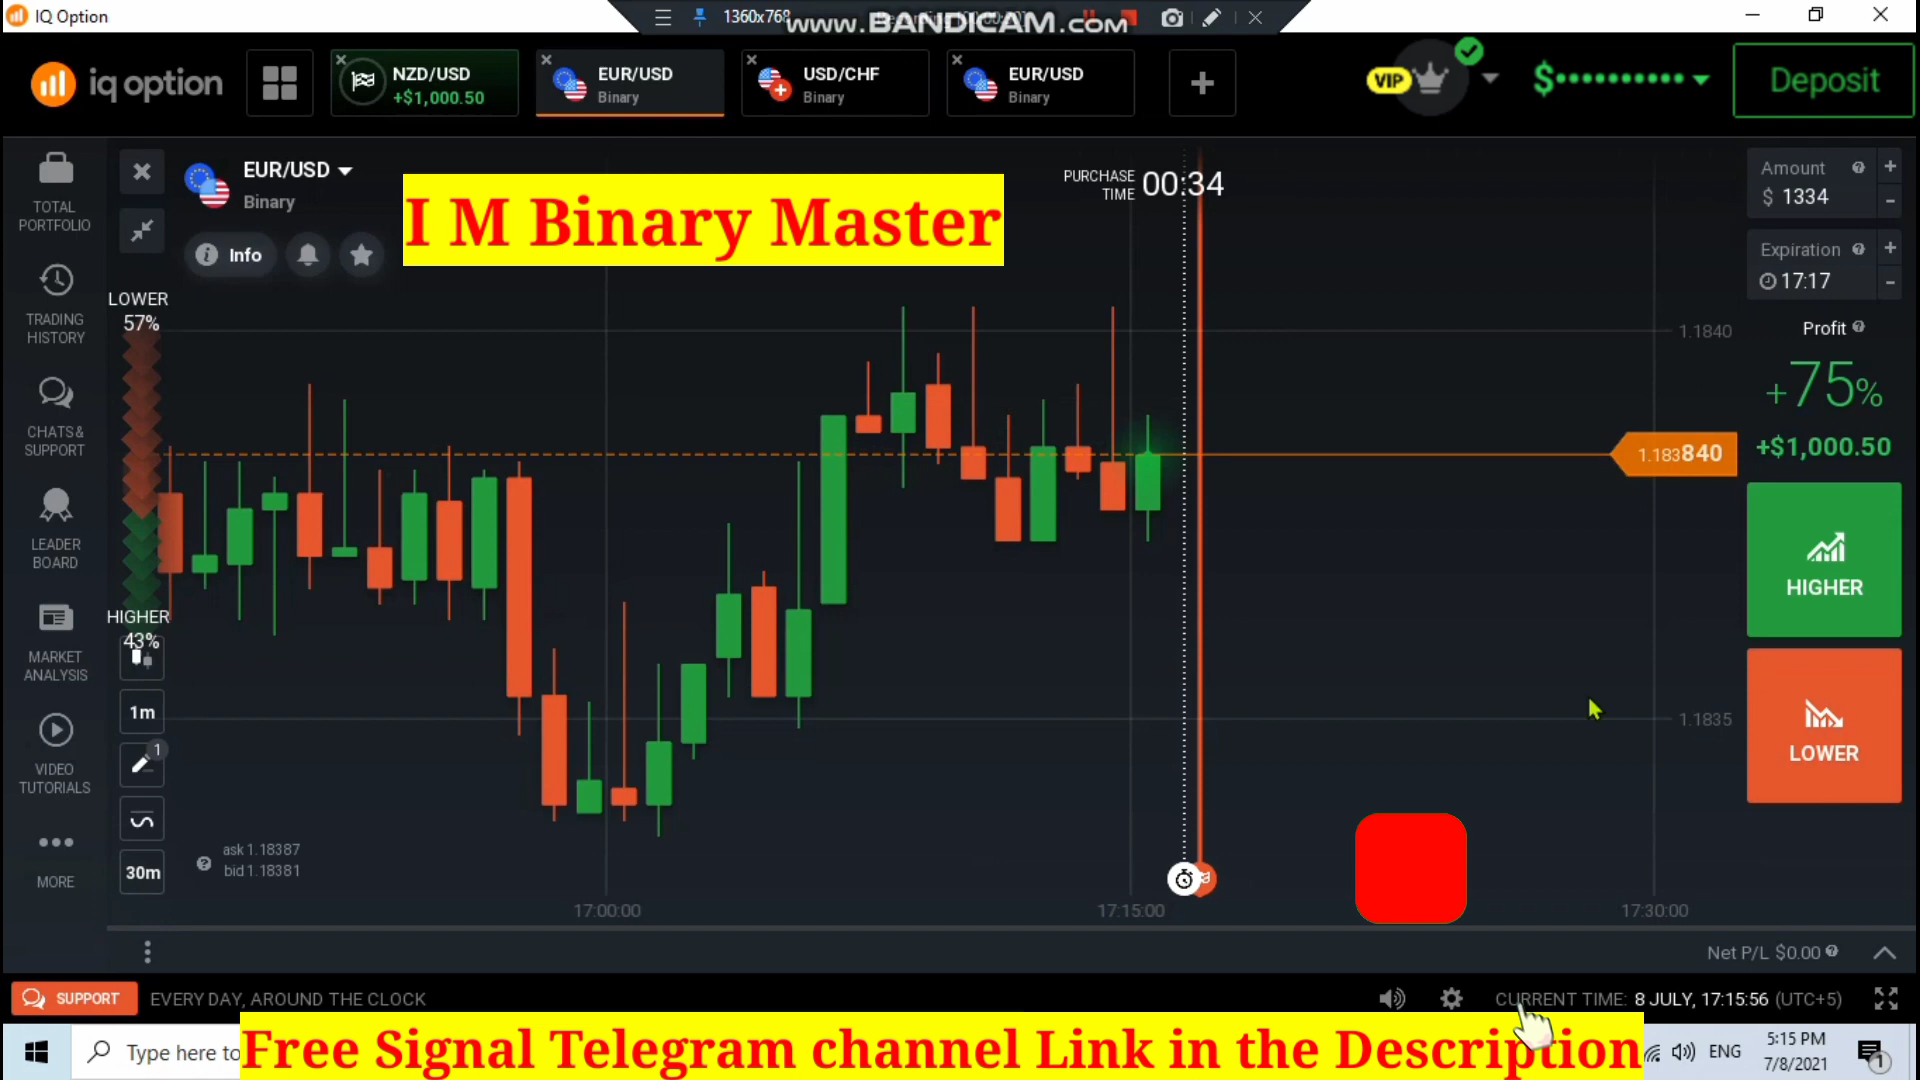 IQ Option
1360x768
www.BANDICAM.com
iq option
NZD/USD
+$1,000.50
EUR/USD
Binary
USD/CHF
Binary
EUR/USD
Binary
VIP
$
Deposit
TOTAL
PORTFOLIO
TRADING
HISTORY
CHATS &
SUPPORT
LEADER
BOARD
MARKET
ANALYSIS
VIDEO
TUTORIALS
MORE
EUR/USD
Binary
Info
I M Binary Master
PURCHASE
TIME
00:34
LOWER
57%
HIGHER
43%
1m
1
30m
ask 1.18387
bid 1.18381
1.1840
1.183840
1.1835
17:00:00
17:15:00
17:30:00
Amount
$ 1334
Expiration
17:17
Profit
+75%
+$1,000.50
HIGHER
LOWER
Net P/L $0.00
SUPPORT
EVERY DAY, AROUND THE CLOCK
CURRENT TIME: 8 JULY, 17:15:56 (UTC+5)
Type here to
Free Signal Telegram channel Link in the Description
ENG
5:15 PM
7/8/2021
1